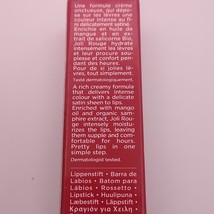 Une formule crème
onctueuse, qui dépose
sur les lèvres une
couleur intense au fi-
ni délicatement satiné.
Enrichie en huile de
mangue et en ex-
trait de salicorne Bio,
Joli Rouge hydrate
intensément les lèvres
et leur procure sou-
plesse et confort pen-
dant des heures.
Pour de si jolies lè-
vres, tout simplement.
Testé dermatologiquement.
A rich creamy formula
that delivers intense
colour with a delicate
satin sheen to lips.
Enriched with mango
oil and organic sam-
phire extract, Joli Rou-
ge intensely moistu-
rizes the lips, leaving
them supple and com-
fortable for hours.
Pretty lips in one
simple step.
Dermatologist tested.
Lippenstift • Barra de
Labios • Batom para
Lábios • Rossetto •
Lipstick • Huulipuna
Læbestift • Läppstift •
Κραγιόν για Χείλη